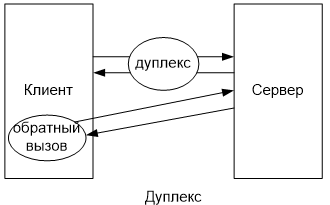 дуплекс
Клиент
Сервер
обратный
вызов
Дуплекс